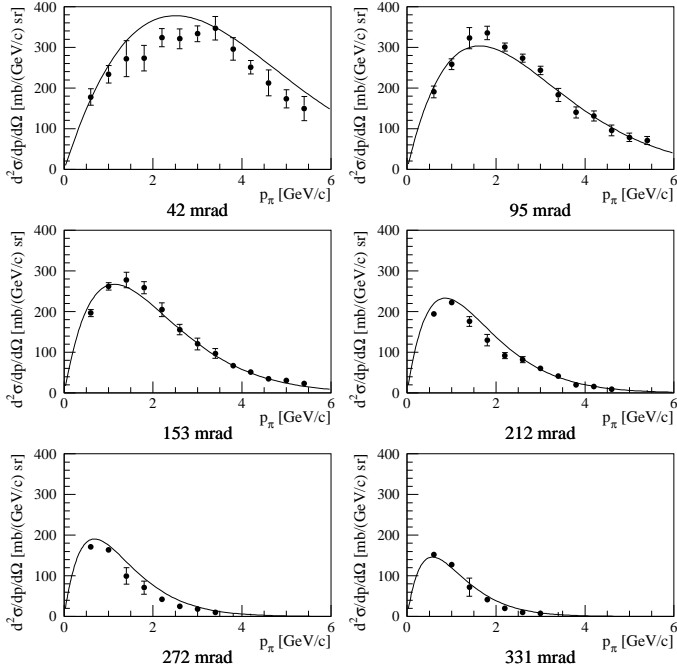 d²σ/dp/dΩ [mb/(GeV/c) sr]
400
300
200
100
0
0 2 4 6
p_π [GeV/c]
42 mrad
d²σ/dp/dΩ [mb/(GeV/c) sr]
400
300
200
100
0
0 2 4 6
p_π [GeV/c]
95 mrad
d²σ/dp/dΩ [mb/(GeV/c) sr]
400
300
200
100
0
0 2 4 6
p_π [GeV/c]
153 mrad
d²σ/dp/dΩ [mb/(GeV/c) sr]
400
300
200
100
0
0 2 4 6
p_π [GeV/c]
212 mrad
d²σ/dp/dΩ [mb/(GeV/c) sr]
400
300
200
100
0
0 2 4 6
p_π [GeV/c]
272 mrad
d²σ/dp/dΩ [mb/(GeV/c) sr]
400
300
200
100
0
0 2 4 6
p_π [GeV/c]
331 mrad